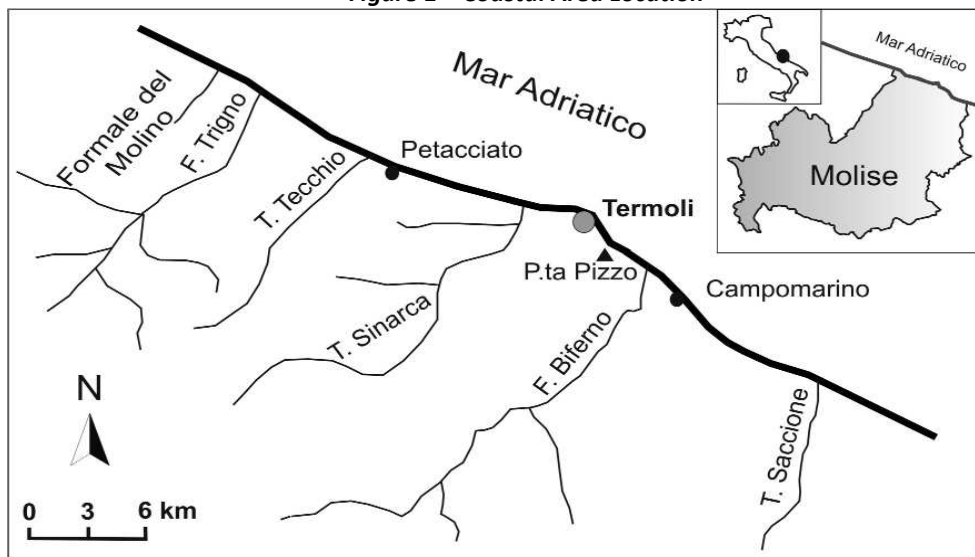 Figure 1 – Coastal Area Location
Mar Adriatico
Mar Adriatico
Molise
Formale del
Molino
F. Trigno
T. Tecchio
Petacciato
Termoli
P.ta Pizzo
Campomarino
T. Sinarca
F. Biferno
T. Saccione
N
0 3 6 km